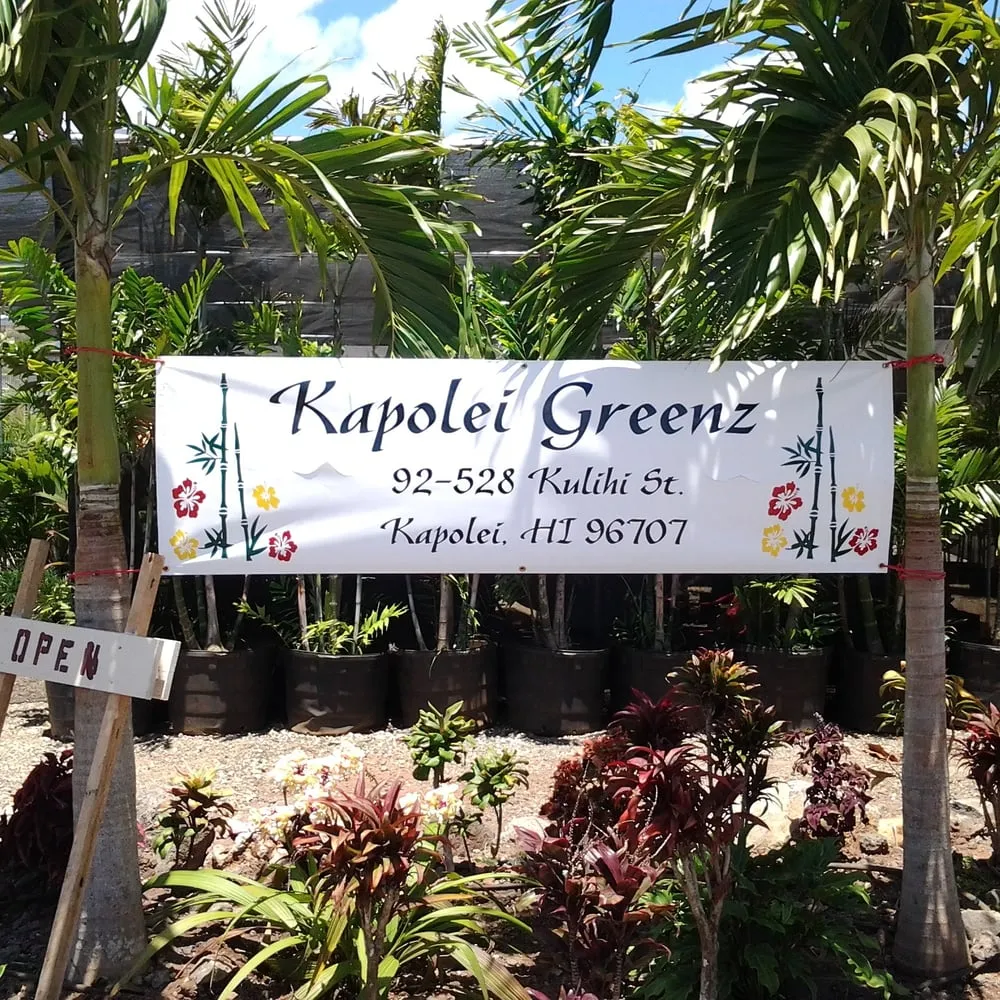 Kapolei Greenz
92-528 Kulihi St.
Kapolei, HI 96707
OPEN